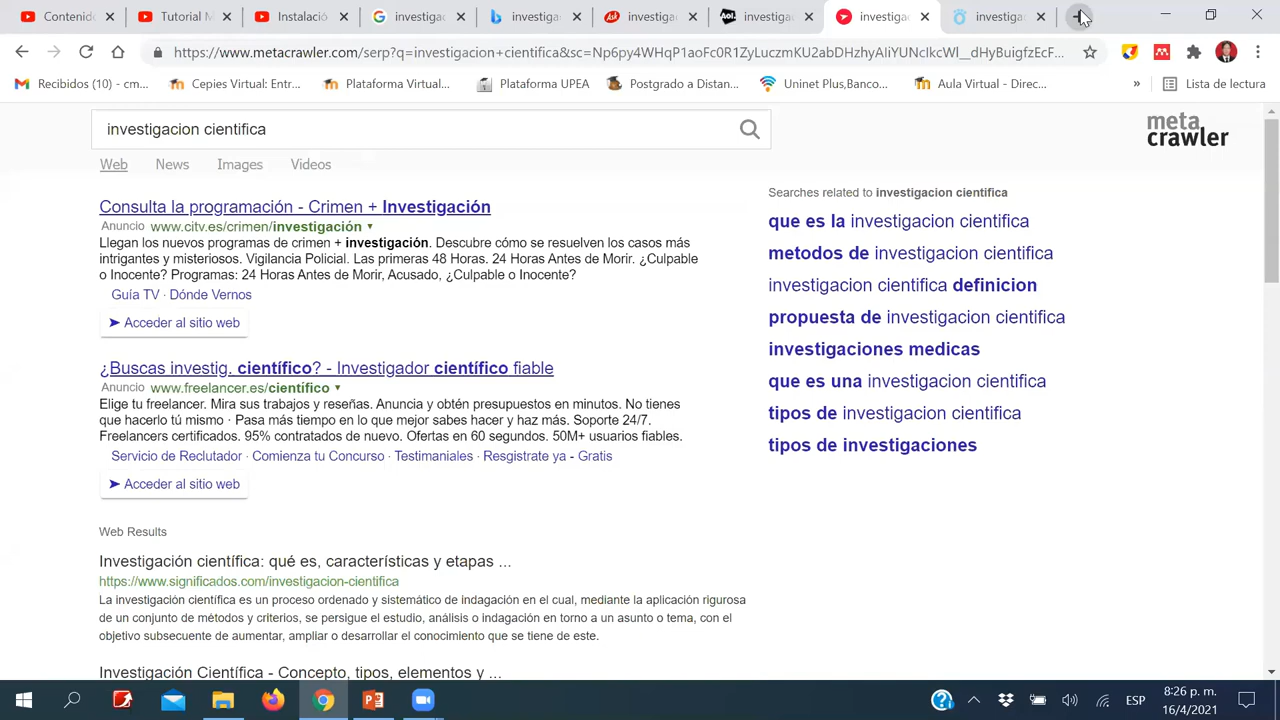 Contenid
Tutorial M
Instalació
investigac
investigac
Ask
investigac
Aol.
investigac
investigac
investigac
https://www.metacrawler.com/serp?q=investigacion+cientifica&sc=Np6py4WHqP1aoFc0R1ZyLuczmKU2abDHzhyAIiYUNcIkcWl_dHyBuigfzEcF...
Recibidos (9) - cm...
Cepies Virtual: Entr...
Plataforma Virtual...
Plataforma UPEA
Postgrado a Distan...
Uninet Plus,Banco...
Aula Virtual - Direc...
»
Lista de lectura
investigacion cientifica
meta
crawler
Web News Images Videos
Consulta la programación - Crimen + Investigación
Anuncio www.citv.es/crimen/investigación
Llegan los nuevos programas de crimen + investigación. Descubre cómo se resuelven los casos más
intrigantes y misteriosos. Vigilancia Policial. Las primeras 48 Horas. 24 Horas Antes de Morir. ¿Culpable
o Inocente? Programas: 24 Horas Antes de Morir, Acusado, ¿Culpable o Inocente?
Guía TV · Dónde Vernos
➤ Acceder al sitio web
¿Buscas investig. científico? - Investigador científico fiable
Anuncio www.freelancer.es/científico
Elige tu freelancer. Mira sus trabajos y reseñas. Anuncia y obtén presupuestos en minutos. No tienes
que hacerlo tú mismo · Pasa más tiempo en lo que mejor sabes hacer y haz más. Soporte 24/7.
Freelancers certificados. 95% contratados de nuevo. Ofertas en 60 segundos. 50M+ usuarios fiables.
Servicio de Reclutador · Comienza tu Concurso · Testimaniales · Resgistrate ya - Gratis
➤ Acceder al sitio web
Web Results
Investigación científica: qué es, características y etapas ...
https://www.significados.com/investigacion-cientifica
La investigación científica es un proceso ordenado y sistemático de indagación en el cual, mediante la aplicación rigurosa
de un conjunto de métodos y criterios, se persigue el estudio, análisis o indagación en torno a un asunto o tema, con el
objetivo subsecuente de aumentar, ampliar o desarrollar el conocimiento que se tiene de este.
Investigación Científica - Concepto, tipos, elementos y ...
Searches related to investigacion cientifica
que es la investigacion cientifica
metodos de investigacion cientifica
investigacion cientifica definicion
propuesta de investigacion cientifica
investigaciones medicas
que es una investigacion cientifica
tipos de investigacion cientifica
tipos de investigaciones
ESP
8:26 p. m.
16/4/2021